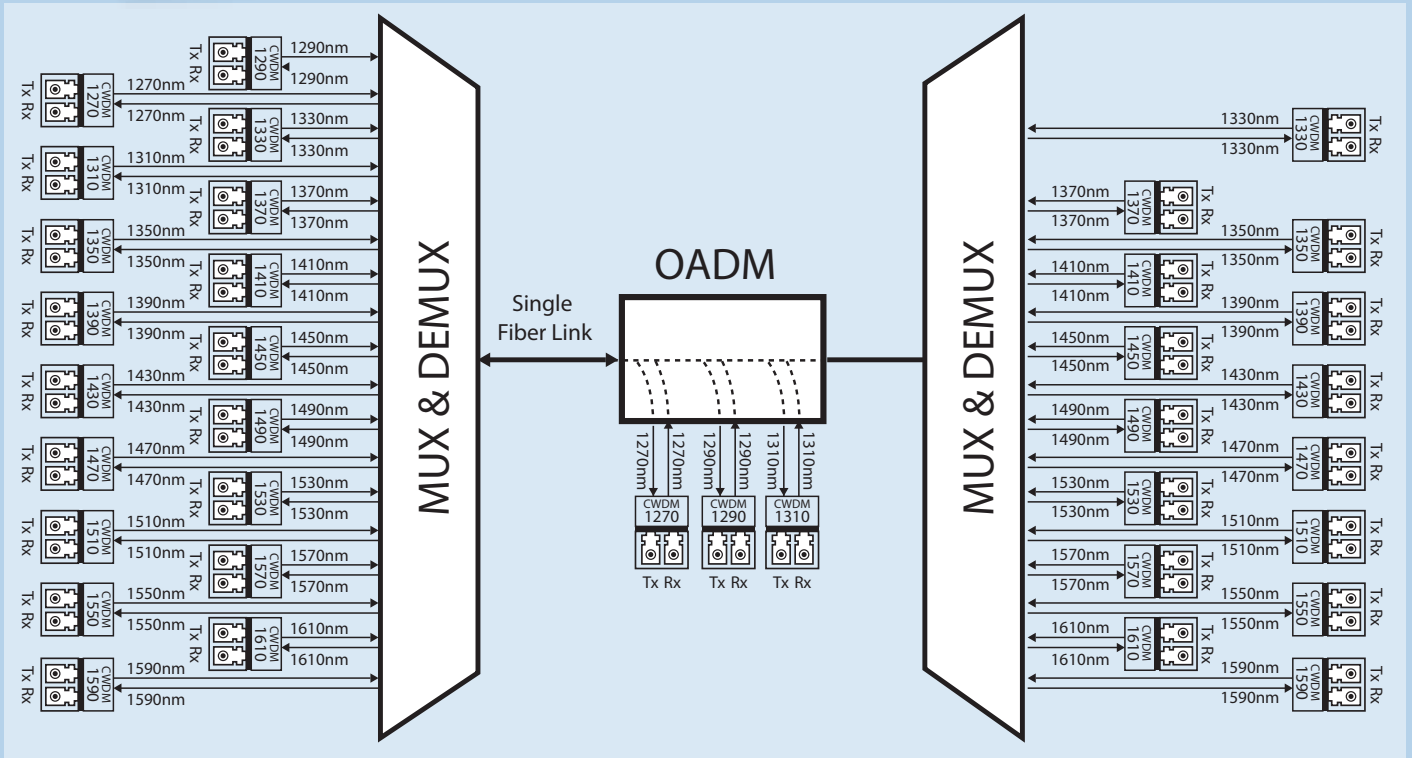 1290nm
CWDM
1290
Tx Rx
1290nm
1270nm
CWDM
1270
Tx Rx
1270nm
1330nm
CWDM
1330
Tx Rx
1330nm
1310nm
CWDM
1310
Tx Rx
1310nm
1370nm
CWDM
1370
Tx Rx
1370nm
1350nm
CWDM
1350
Tx Rx
1350nm
1410nm
CWDM
1410
Tx Rx
1410nm
1390nm
CWDM
1390
Tx Rx
1390nm
1450nm
CWDM
1450
Tx Rx
1450nm
1430nm
CWDM
1430
Tx Rx
1430nm
1490nm
CWDM
1490
Tx Rx
1490nm
1470nm
CWDM
1470
Tx Rx
1470nm
1530nm
CWDM
1530
Tx Rx
1530nm
1510nm
CWDM
1510
Tx Rx
1510nm
1570nm
CWDM
1570
Tx Rx
1570nm
1550nm
CWDM
1550
Tx Rx
1550nm
1610nm
CWDM
1610
Tx Rx
1610nm
1590nm
CWDM
1590
Tx Rx
1590nm
MUX & DEMUX
Single
Fiber Link
OADM
1270nm
1270nm
1290nm
1290nm
1310nm
1310nm
CWDM
1270
Tx Rx
CWDM
1290
Tx Rx
CWDM
1310
Tx Rx
MUX & DEMUX
1330nm
CWDM
1330
Tx Rx
1330nm
1370nm
CWDM
1370
Tx Rx
1370nm
1350nm
CWDM
1350
Tx Rx
1350nm
1410nm
CWDM
1410
Tx Rx
1410nm
1390nm
CWDM
1390
Tx Rx
1390nm
1450nm
CWDM
1450
Tx Rx
1450nm
1430nm
CWDM
1430
Tx Rx
1430nm
1490nm
CWDM
1490
Tx Rx
1490nm
1470nm
CWDM
1470
Tx Rx
1470nm
1530nm
CWDM
1530
Tx Rx
1530nm
1510nm
CWDM
1510
Tx Rx
1510nm
1570nm
CWDM
1570
Tx Rx
1570nm
1550nm
CWDM
1550
Tx Rx
1550nm
1610nm
CWDM
1610
Tx Rx
1610nm
1590nm
CWDM
1590
Tx Rx
1590nm